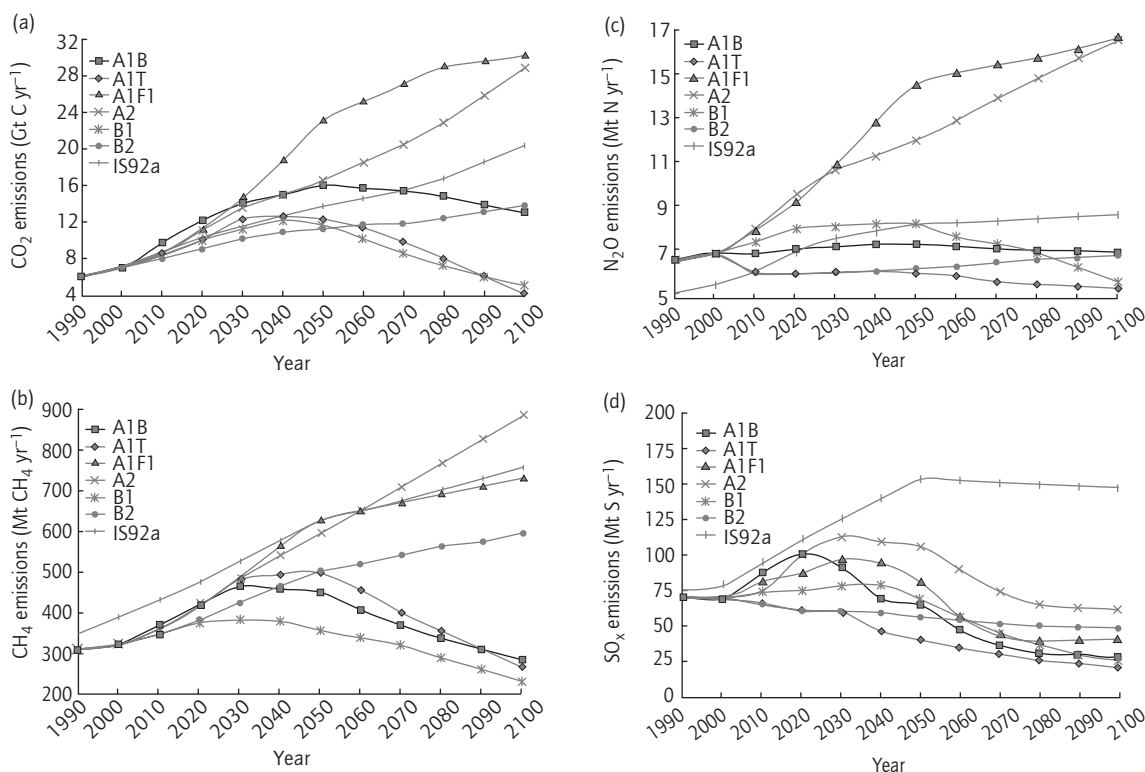 (a)
CO₂ emissions (Gt C yr⁻¹)
32
28
24
20
16
12
8
4
A1B
A1T
A1F1
A2
B1
B2
IS92a
1990 2000 2010 2020 2030 2040 2050 2060 2070 2080 2090 2100
Year
(c)
N₂O emissions (Mt N yr⁻¹)
17
15
13
11
9
7
5
A1B
A1T
A1F1
A2
B1
B2
IS92a
1990 2000 2010 2020 2030 2040 2050 2060 2070 2080 2090 2100
Year
(b)
CH₄ emissions (Mt CH₄ yr⁻¹)
900
800
700
600
500
400
300
200
A1B
A1T
A1F1
A2
B1
B2
IS92a
1990 2000 2010 2020 2030 2040 2050 2060 2070 2080 2090 2100
Year
(d)
SOₓ emissions (Mt S yr⁻¹)
200
175
150
125
100
75
50
25
0
A1B
A1T
A1F1
A2
B1
B2
IS92a
1990 2000 2010 2020 2030 2040 2050 2060 2070 2080 2090 2100
Year